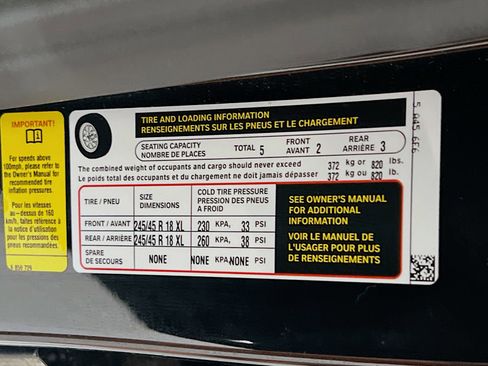 IMPORTANT!
For speeds above
100mph, please refer to
the Owner's Manual for
recommended tire
inflation pressures.
Pour les vitesses
au- dessus de 160
km/h, faites référence à
la notice d'utilisation
pour les pressions des
pneus recommandées.
TIRE AND LOADING INFORMATION
RENSEIGNEMENTS SUR LES PNEUS ET LE CHARGEMENT
SEATING CAPACITY
NOMBRE DE PLACES
TOTAL 5
FRONT
AVANT 2
REAR
ARRIÈRE 3
The combined weight of occupants and cargo should never exceed 372 kg or 820 lbs.
Le poids total des occupants et du chargement ne doit jamais dépasser 372 kg ou 820 lb.
TIRE / PNEU
SIZE
DIMENSIONS
COLD TIRE PRESSURE
PRESSION DES PNEUS
A FROID
FRONT / AVANT 245/45 R 18 XL 230 KPA, 33 PSI
REAR / ARRIÈRE 245/45 R 18 XL 260 KPA, 38 PSI
SPARE
DE SECOURS
NONE NONE KPA, NONE PSI
SEE OWNER'S MANUAL
FOR ADDITIONAL
INFORMATION
VOIR LE MANUEL DE
L'USAGER POUR PLUS
DE RENSEIGNEMENTS